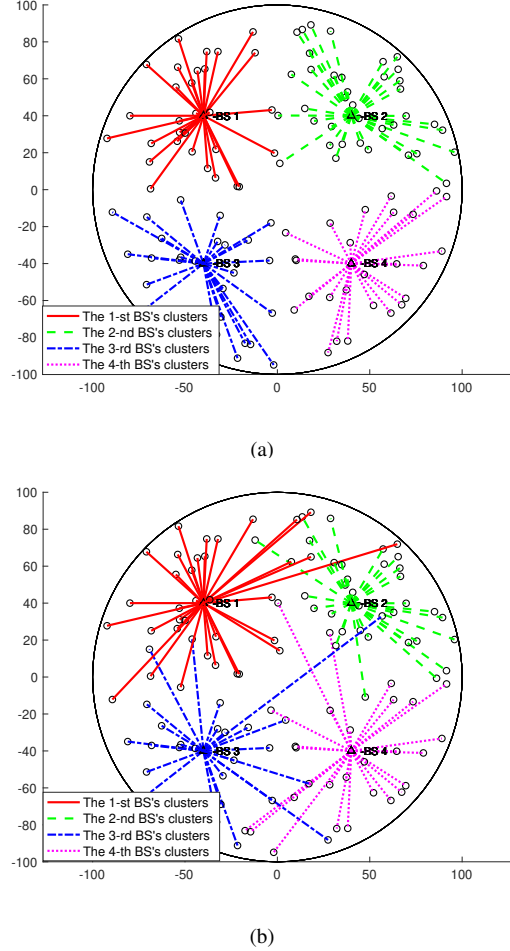 100
80
60
40
20
0
-20
-40
-60
-80
-100
BS 1
BS 2
BS 3
BS 4
The 1-st BS's clusters
The 2-nd BS's clusters
The 3-rd BS's clusters
The 4-th BS's clusters
-100 -50 0 50 100
(a)
100
80
60
40
20
0
-20
-40
-60
-80
-100
BS 1
BS 2
BS 3
BS 4
The 1-st BS's clusters
The 2-nd BS's clusters
The 3-rd BS's clusters
The 4-th BS's clusters
-100 -50 0 50 100
(b)